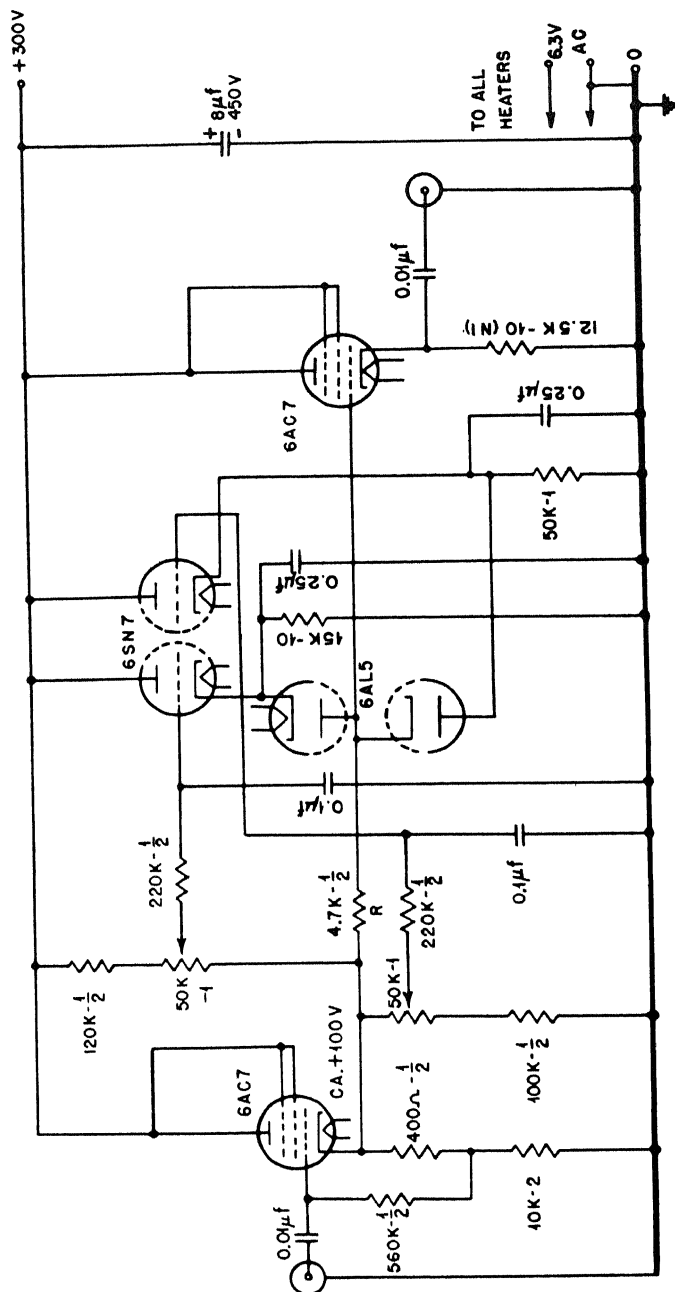 +300V
120K-½
50K
-1
220K-½
6SN7
+ 8µf
- 450V
6AC7
CA. +100V
4.7K-½
R
0.1µf
6AL5
0.25µf
15K-10
6AC7
0.01µf
TO ALL
HEATERS
0.01µf
560K-½
400Ω-½
10K-2
50K-1
100K-½
220K-½
0.1µf
50K-1
0.25µf
12.5K-10 (N1)
6.3V
AC
0